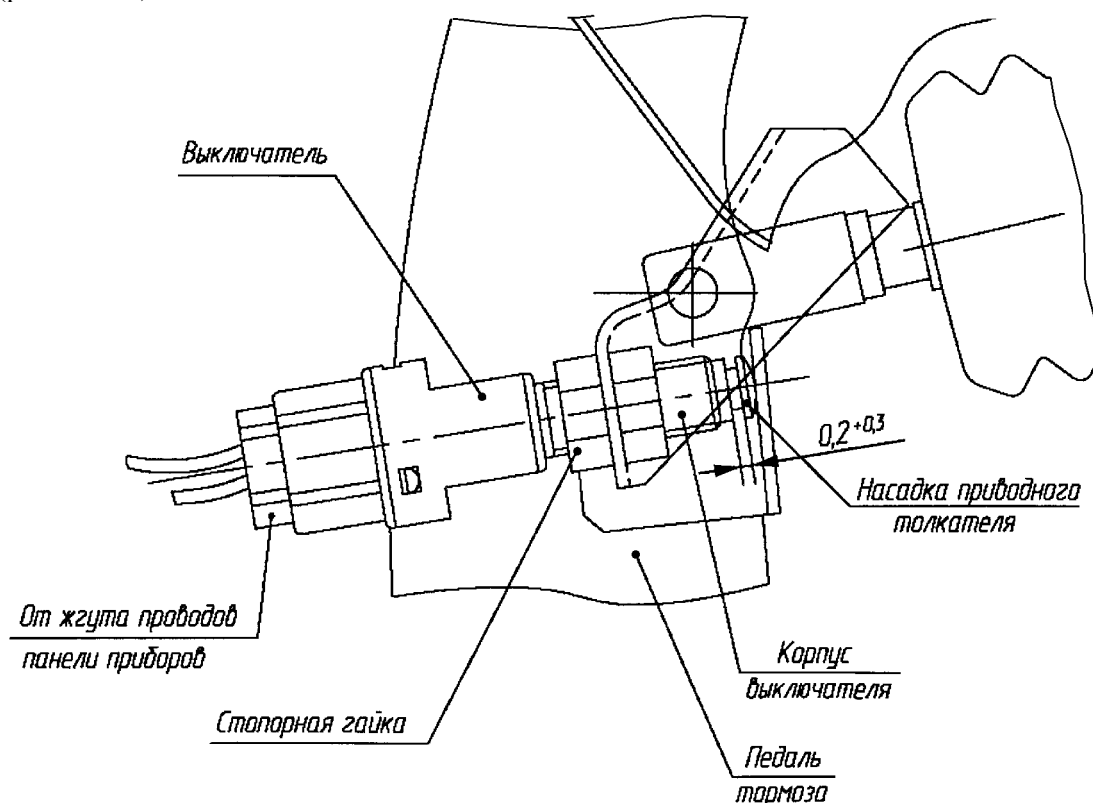 Выключатель
0,2+0,3
Насадка приводного
толкателя
От жгута проводов
панели приборов
Корпус
выключателя
Стопорная гайка
Педаль
тормоза